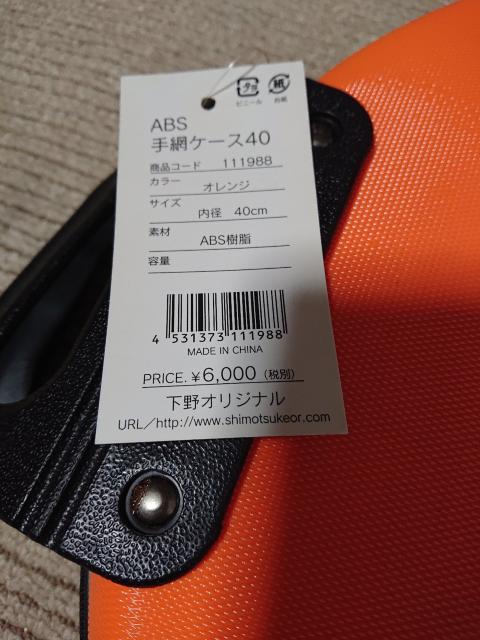 プラ
ビニール
紙
台紙
ABS
手網ケース40
商品コード 111988
カラー オレンジ
サイズ 内径 40cm
素材 ABS樹脂
容量
4 531373 111988
MADE IN CHINA
PRICE. ¥6,000 (税別)
下野オリジナル
URL／http://www.shimotsukeor.com